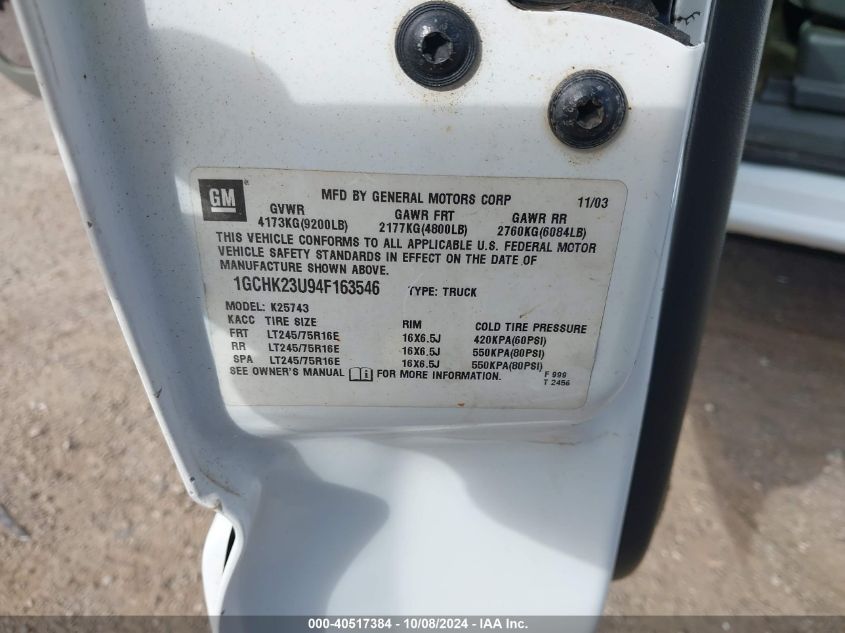 GM
MFD BY GENERAL MOTORS CORP 11/03
GVWR GAWR FRT GAWR RR
4173KG(9200LB) 2177KG(4800LB) 2760KG(6084LB)
THIS VEHICLE CONFORMS TO ALL APPLICABLE U.S. FEDERAL MOTOR
VEHICLE SAFETY STANDARDS IN EFFECT ON THE DATE OF
MANUFACTURE SHOWN ABOVE.
1GCHK23U94F163546 TYPE: TRUCK
MODEL: K25743
KACC TIRE SIZE RIM COLD TIRE PRESSURE
FRT LT245/75R16E 16X6.5J 420KPA(60PSI)
RR LT245/75R16E 16X6.5J 550KPA(80PSI)
SPA LT245/75R16E 16X6.5J 550KPA(80PSI)
SEE OWNER'S MANUAL FOR MORE INFORMATION.
F 999
T 2456
000-40517384 - 10/08/2024 - IAA Inc.